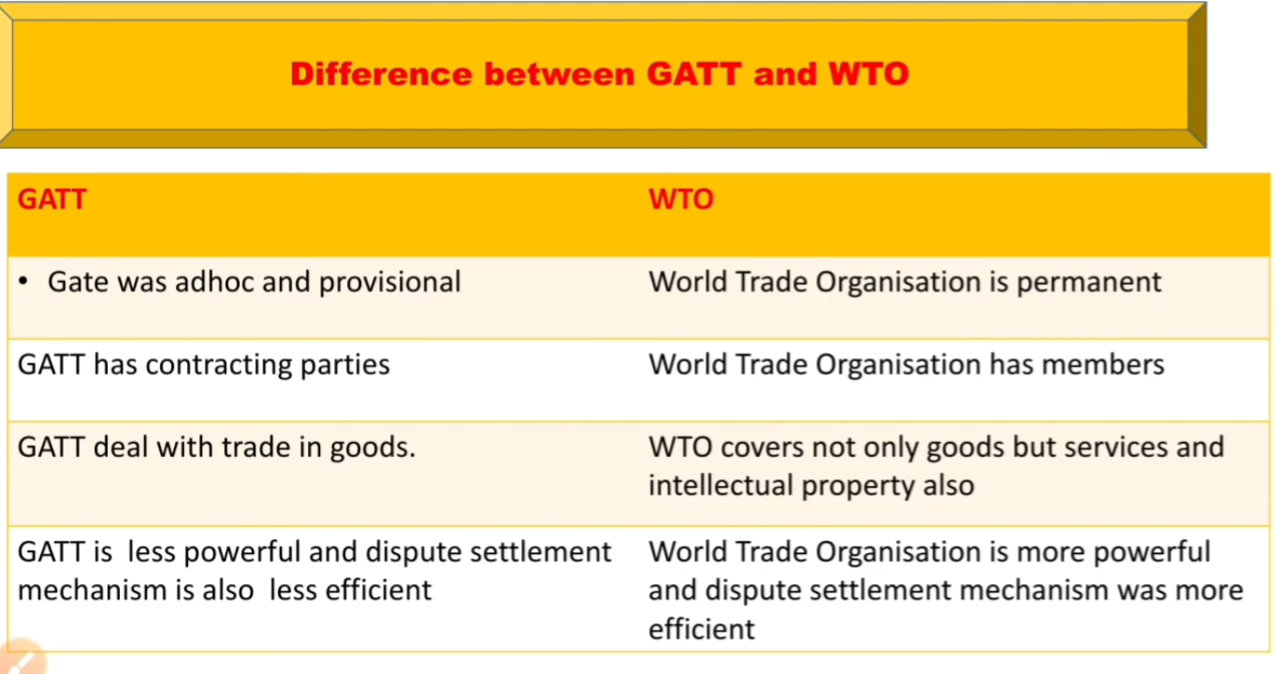 Difference between GATT and WTO
GATT
WTO
• Gate was adhoc and provisional
World Trade Organisation is permanent
GATT has contracting parties
World Trade Organisation has members
GATT deal with trade in goods.
WTO covers not only goods but services and
intellectual property also
GATT is  less powerful and dispute settlement
mechanism is also  less efficient
World Trade Organisation is more powerful
and dispute settlement mechanism was more
efficient